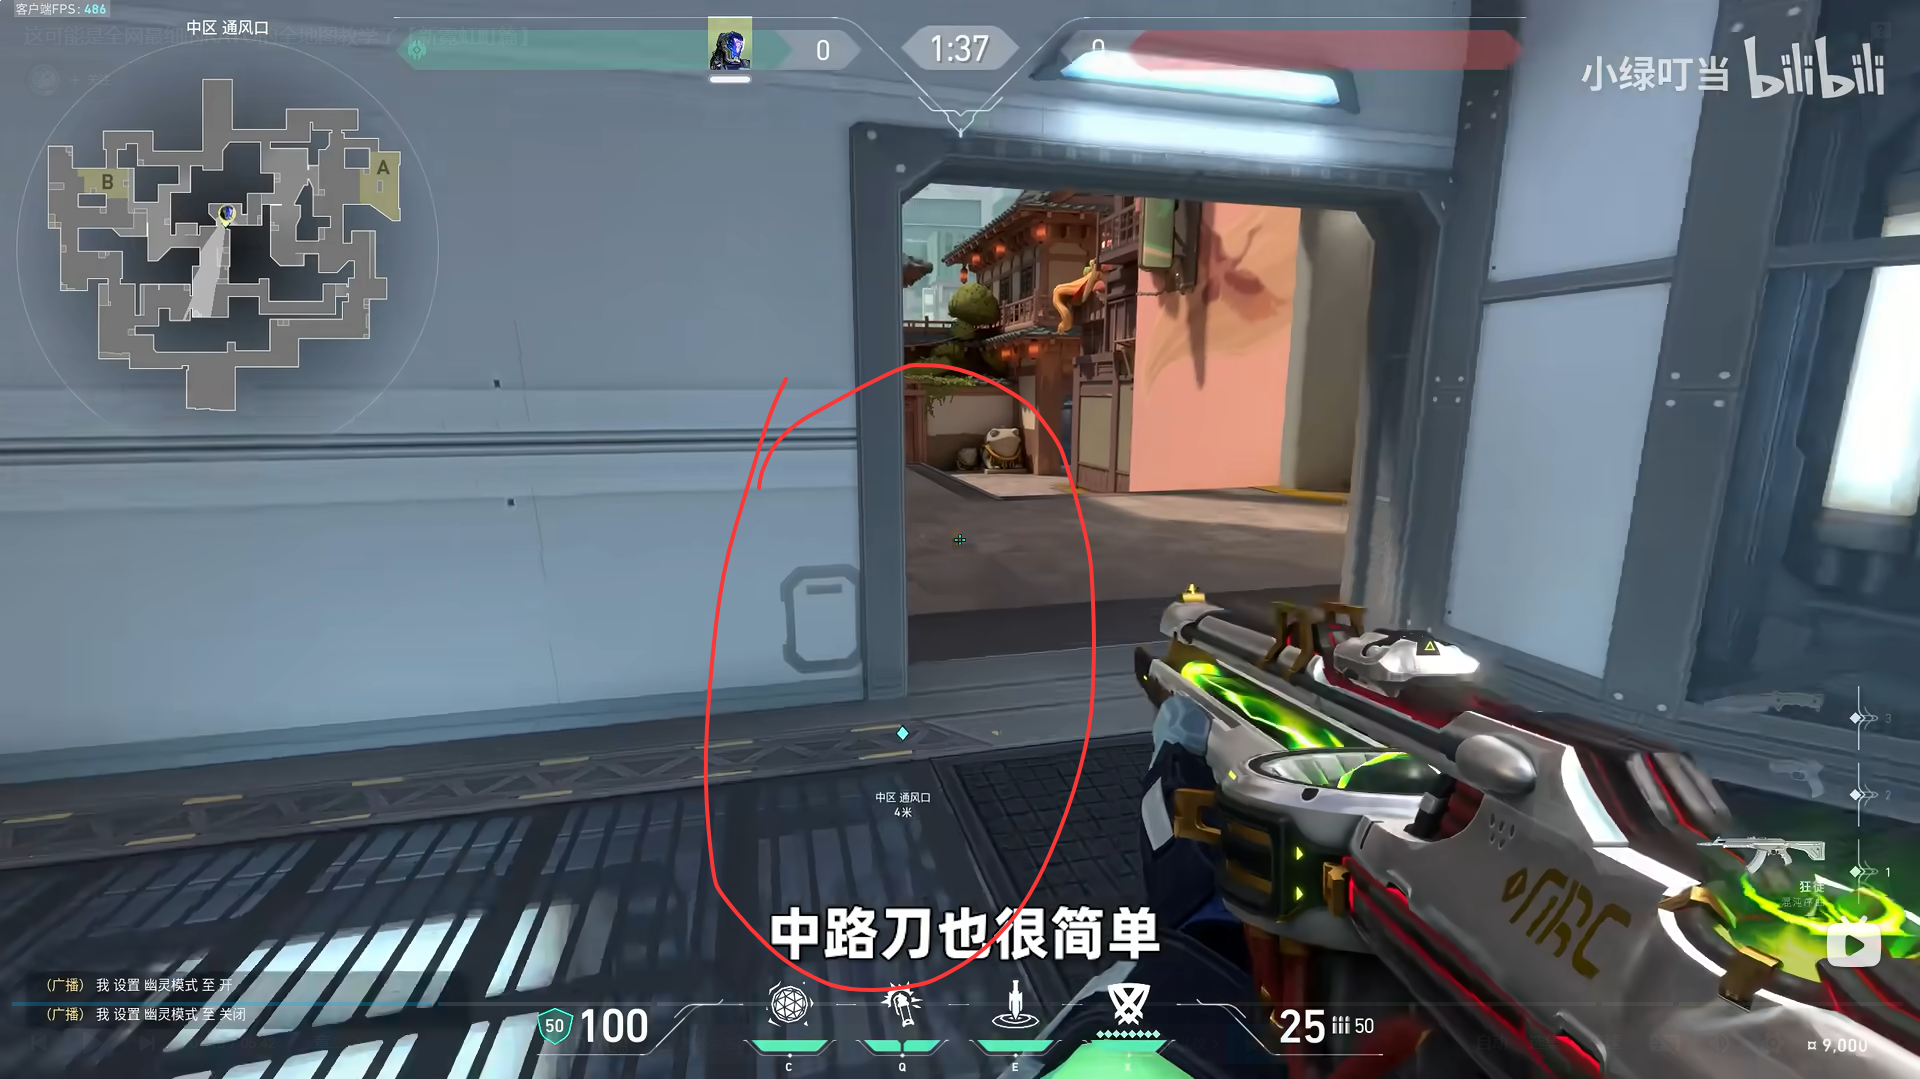 客户端FPS: 486
中区 通风口
0
1:37
0
小绿叮当 bilibili
A
B
3
2
中区 通风口
4米
1
狂徒
中路刀也很简单
(广播) 我 设置 幽灵模式 至 开
(广播) 我 设置 幽灵模式 至 关闭
50 100
25 50
¤ 9,000
C
Q
E
X